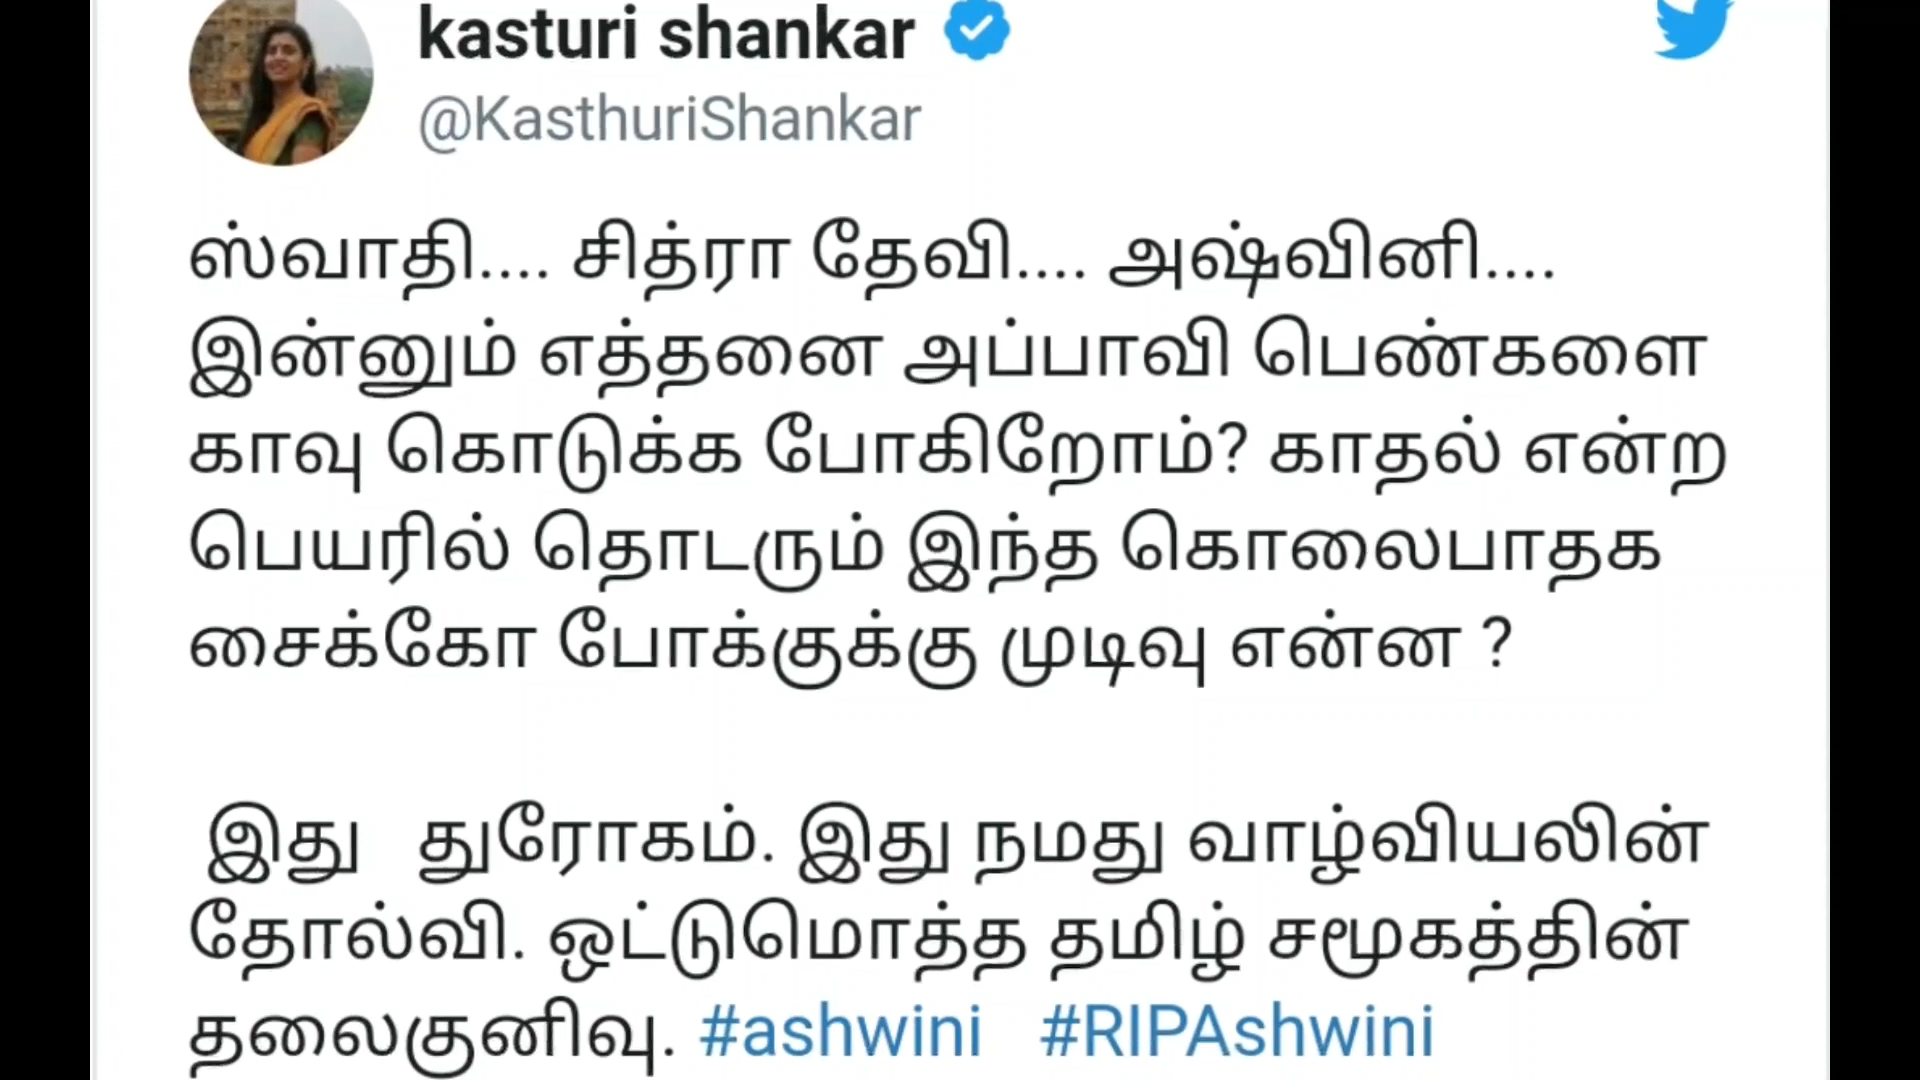 kasturi shankar
@KasthuriShankar
ஸ்வாதி.... சித்ரா தேவி.... அஷ்வினி....
இன்னும் எத்தனை அப்பாவி பெண்களை
காவு கொடுக்க போகிறோம்? காதல் என்ற
பெயரில் தொடரும் இந்த கொலைபாதக
சைக்கோ போக்குக்கு முடிவு என்ன ?
இது துரோகம். இது நமது வாழ்வியலின்
தோல்வி. ஒட்டுமொத்த தமிழ் சமூகத்தின்
தலைகுனிவு. #ashwini #RIPAshwini